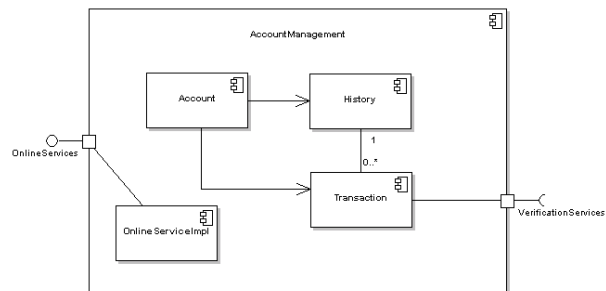 AccountManagement
Account
History
OnlineServices
1
0..*
Transaction
VerificationServices
OnlineServiceImpl